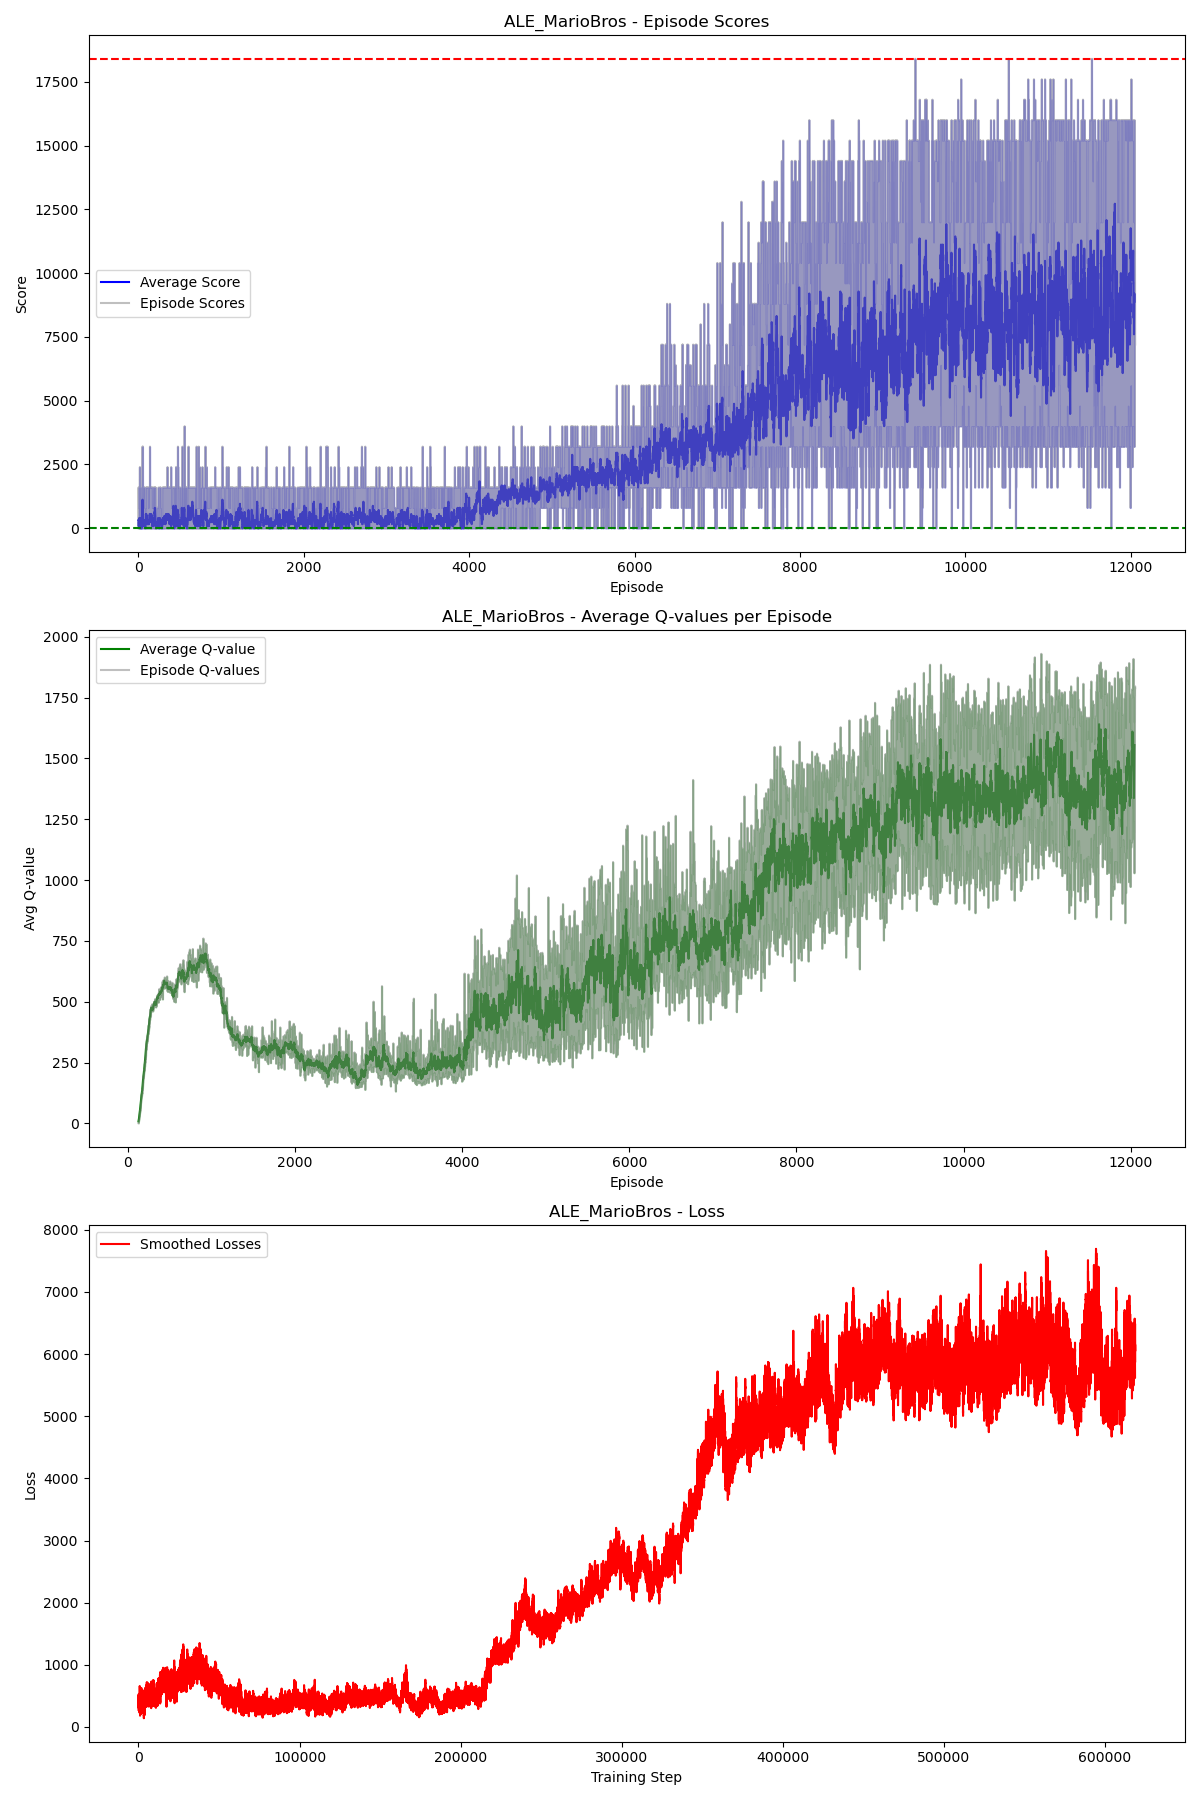 ALE_MarioBros - Episode Scores
17500
15000
12500
10000
7500
5000
2500
0
Score
Average Score
Episode Scores
0 2000 4000 6000 8000 10000 12000
Episode
ALE_MarioBros - Average Q-values per Episode
2000
1750
1500
1250
1000
750
500
250
0
Avg Q-value
Average Q-value
Episode Q-values
0 2000 4000 6000 8000 10000 12000
Episode
ALE_MarioBros - Loss
8000
7000
6000
5000
4000
3000
2000
1000
0
Loss
Smoothed Losses
0 100000 200000 300000 400000 500000 600000
Training Step